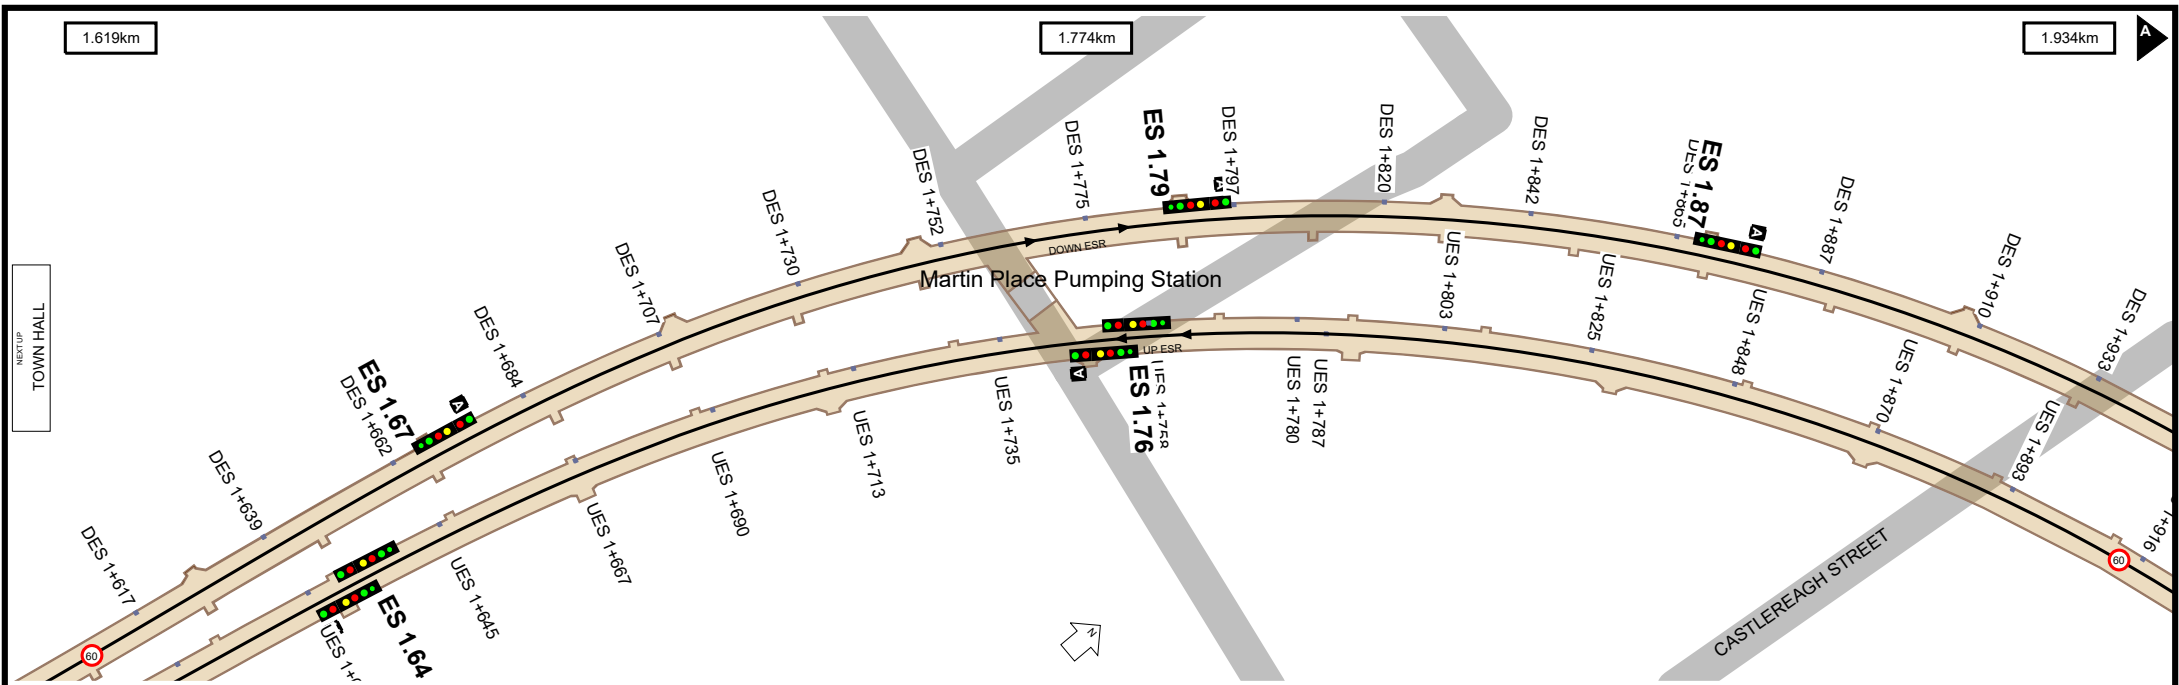 1.619km
1.774km
1.934km
A
DES 1+617
DES 1+639
DES 1+662
ES 1.67
A
DES 1+684
DES 1+707
DES 1+730
DES 1+752
DES 1+775
ES 1.79
DES 1+797
DES 1+820
DES 1+842
ES 1.87
A
DES 1+887
DES 1+910
DES 1+933
DOWN ESR
Martin Place Pumping Station
NEXT UP
TOWN HALL
UP ESR
A
ES 1.64
UES 1+645
UES 1+667
UES 1+690
UES 1+713
UES 1+735
ES 1.76
UES 1+780
UES 1+787
UES 1+803
UES 1+825
UES 1+848
UES 1+870
UES 1+893
1+916
CASTLEREAGH STREET
60
60
N